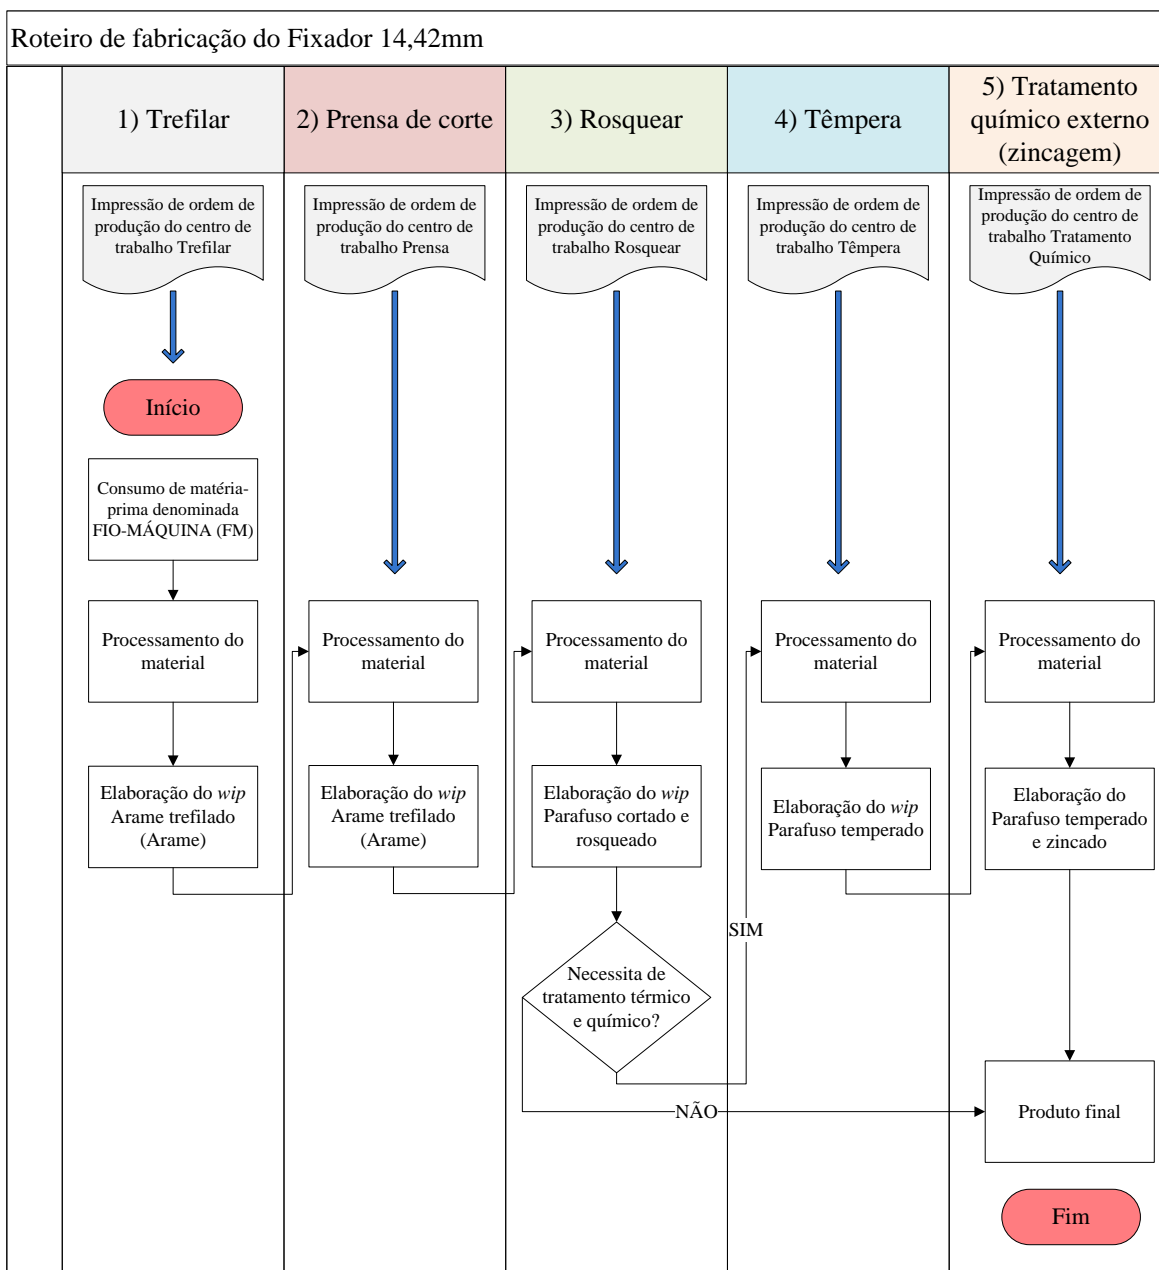 Roteiro de fabricação do Fixador 14,42mm
1) Trefilar
2) Prensa de corte
3) Rosquear
4) Têmpera
5) Tratamento
químico externo
(zincagem)
Impressão de ordem de
produção do centro de
trabalho Trefilar
Impressão de ordem de
produção do centro de
trabalho Prensa
Impressão de ordem de
produção do centro de
trabalho Rosquear
Impressão de ordem de
produção do centro de
trabalho Têmpera
Impressão de ordem de
produção do centro de
trabalho Tratamento
Químico
Início
Consumo de matéria-
prima denominada
FIO-MÁQUINA (FM)
Processamento do
material
Processamento do
material
Processamento do
material
Processamento do
material
Processamento do
material
Elaboração do wip
Arame trefilado
(Arame)
Elaboração do wip
Arame trefilado
(Arame)
Elaboração do wip
Parafuso cortado e
rosqueado
Elaboração do wip
Parafuso temperado
Elaboração do
Parafuso temperado
e zincado
SIM
Necessita de
tratamento térmico
e químico?
NÃO
Produto final
Fim